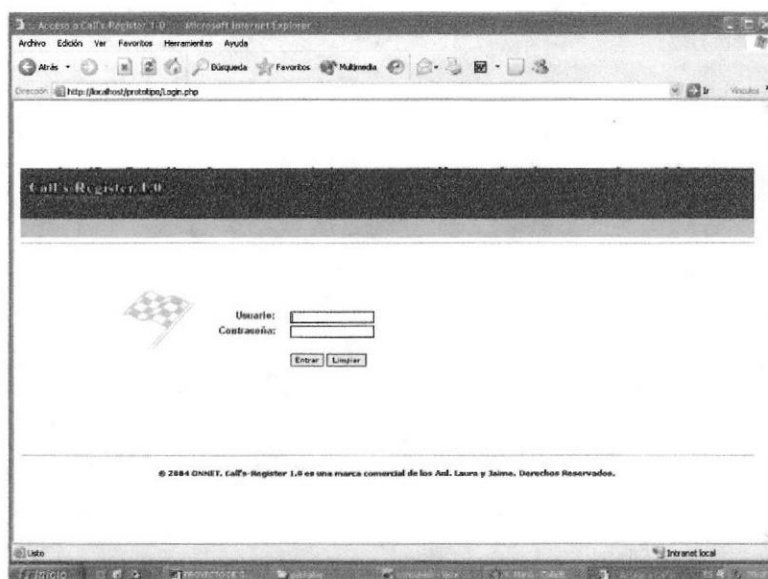 Acceso a Call's Register 1.0 Microsoft Internet Explorer
Archivo Edición Ver Favoritos Herramientas Ayuda
Atrás Búsqueda Favoritos Multimedia
Dirección http://localhost/prototipo/Login.php Ir Vínculos
Call's Register 1.0
Usuario:
Contraseña:
Entrar Limpiar
© 2004 ONNET. Call's-Register 1.0 es una marca comercial de los Anl. Laura y Jaime. Derechos Reservados.
Listo Intranet local
Inicio